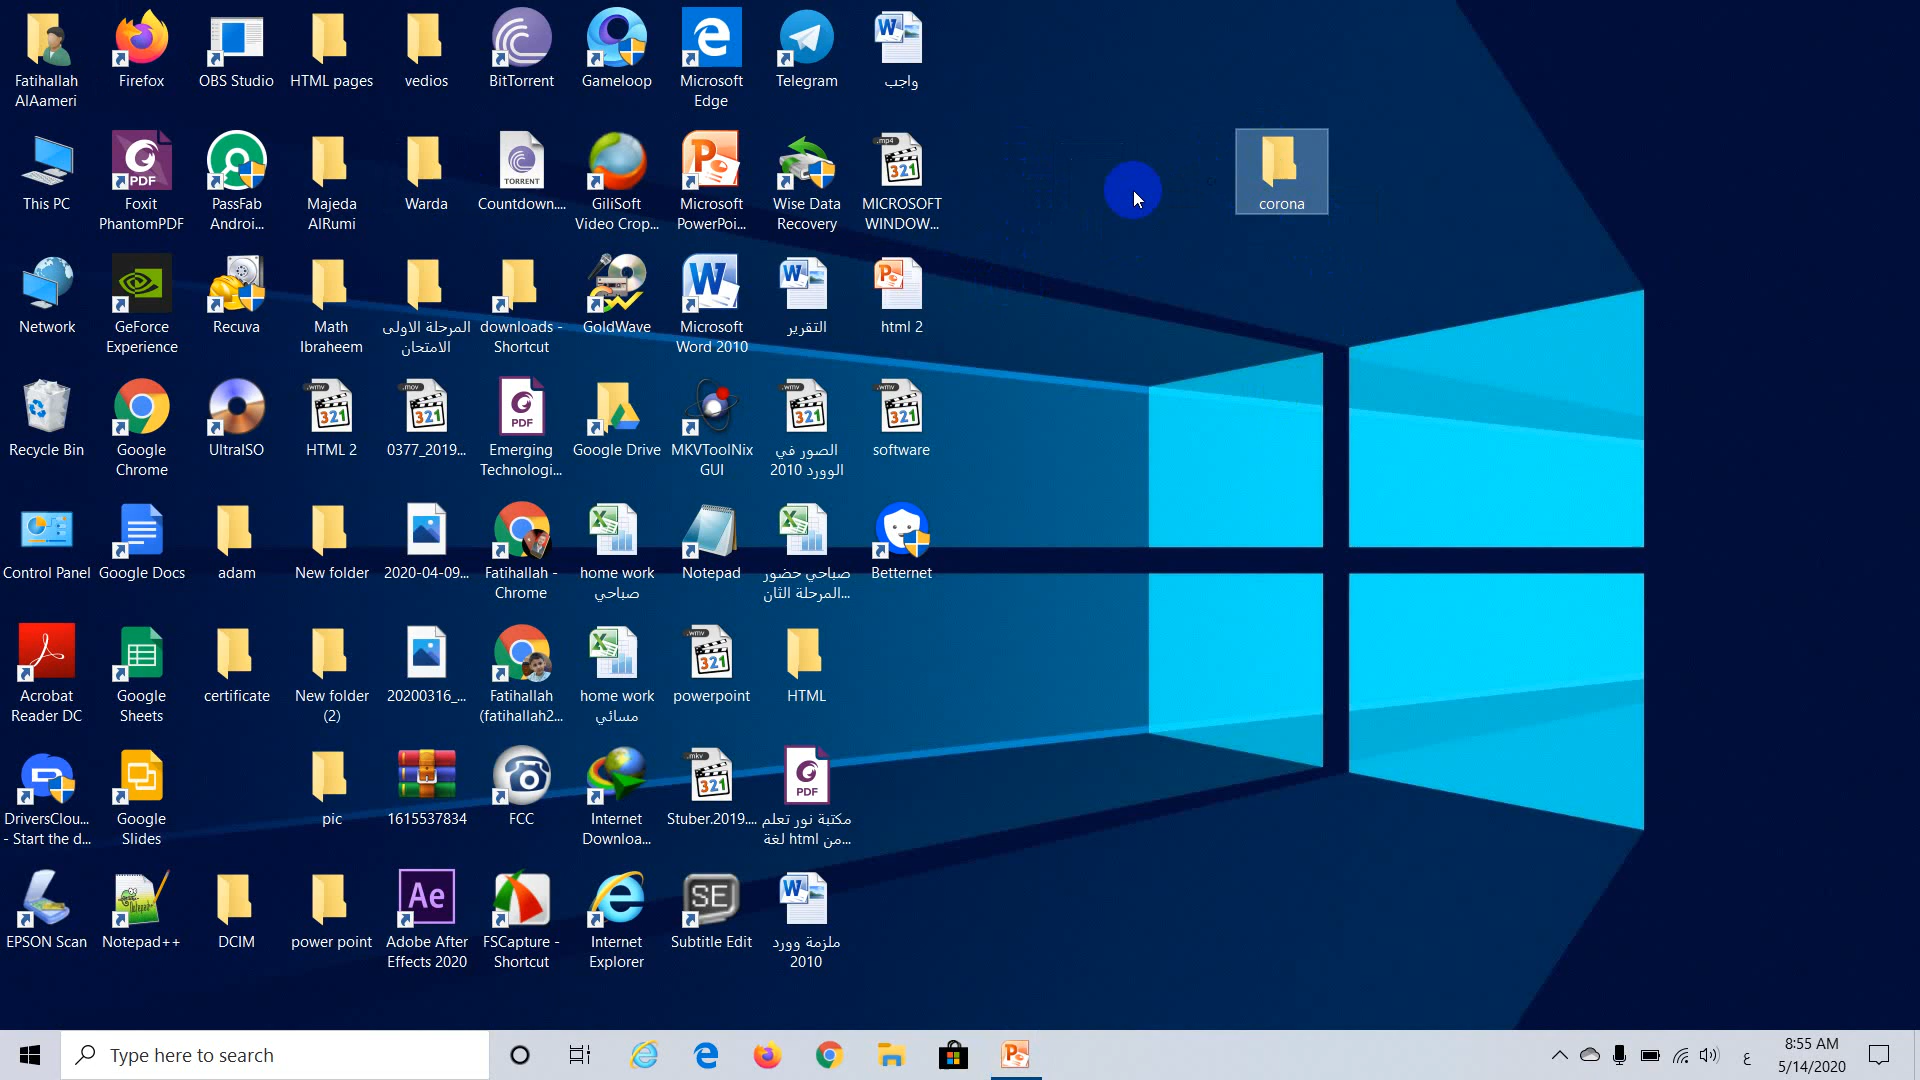 Fatihallah
AlAameri
Firefox
OBS Studio
HTML pages
vedios
BitTorrent
Gameloop
Microsoft
Edge
Telegram
واجب
This PC
Foxit
PhantomPDF
PassFab
Androi...
Majeda
AlRumi
Warda
TORRENT
Countdown....
GiliSoft
Video Crop...
Microsoft
PowerPoi...
Wise Data
Recovery
MICROSOFT
WINDOW...
corona
Network
GeForce
Experience
Recuva
Math
Ibraheem
المرحلة الاولى
الامتحان
downloads -
Shortcut
GoldWave
Microsoft
Word 2010
التقرير
html 2
Recycle Bin
Google
Chrome
UltraISO
HTML 2
0377_2019...
Emerging
Technologi...
Google Drive
MKVToolNix
GUI
الصور في
الوورد 2010
software
Control Panel
Google Docs
adam
New folder
2020-04-09...
Fatihallah -
Chrome
home work
صباحي
Notepad
صباحي حضور
المرحلة الثان...
Betternet
Acrobat
Reader DC
Google
Sheets
certificate
New folder
(2)
20200316_...
Fatihallah
(fatihallah2...
home work
مسائي
powerpoint
HTML
DriversClou...
- Start the d...
Google
Slides
pic
1615537834
FCC
Internet
Downloa...
Stuber.2019....
مكتبة نور تعلم
لغة html من...
EPSON Scan
Notepad++
DCIM
power point
Adobe After
Effects 2020
FSCapture -
Shortcut
Internet
Explorer
Subtitle Edit
ملزمة وورد
2010
Type here to search
ع
8:55 AM
5/14/2020